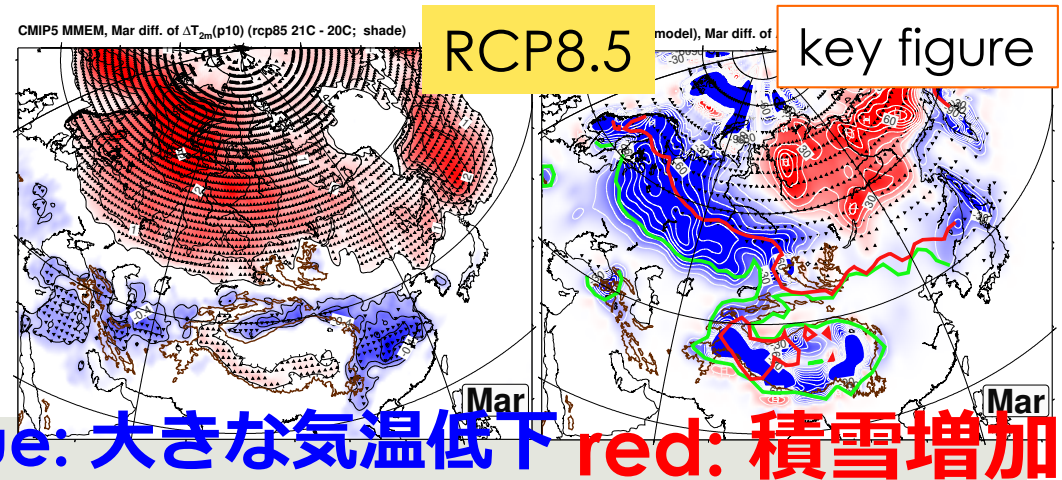 CMIP5 MMEM, Mar diff. of ΔT2m(p10) (rcp85 21C - 20C; shade)
RCP8.5
model), Mar diff. of
key figure
Mar
Mar
ue: 大きな気温低下
red: 積雪増加